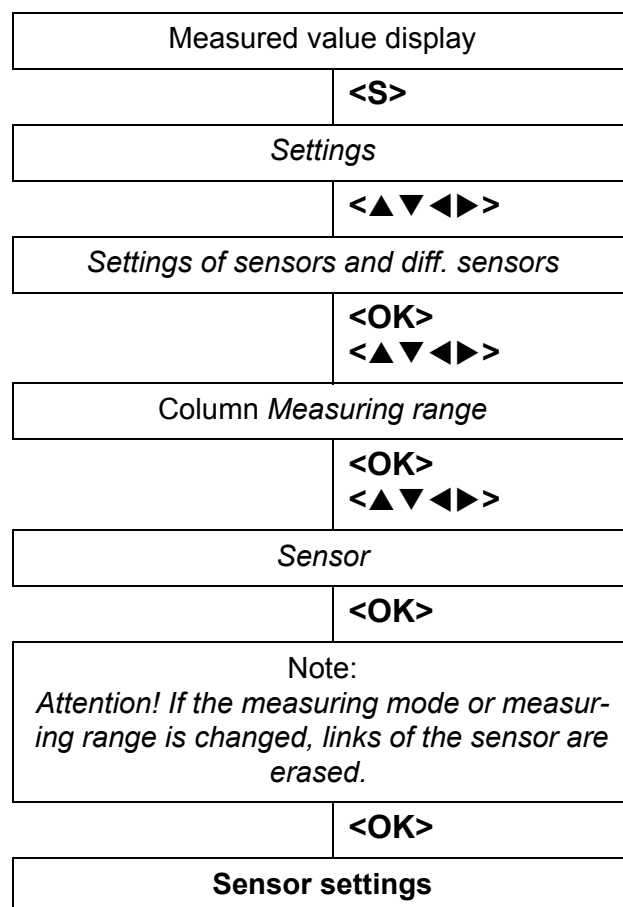 Measured value display
<S>
Settings
<▲▼◀▶>
Settings of sensors and diff. sensors
<OK>
<▲▼◀▶>
Column Measuring range
<OK>
<▲▼◀▶>
Sensor
<OK>
Note:
Attention! If the measuring mode or measur-
ing range is changed, links of the sensor are
erased.
<OK>
Sensor settings